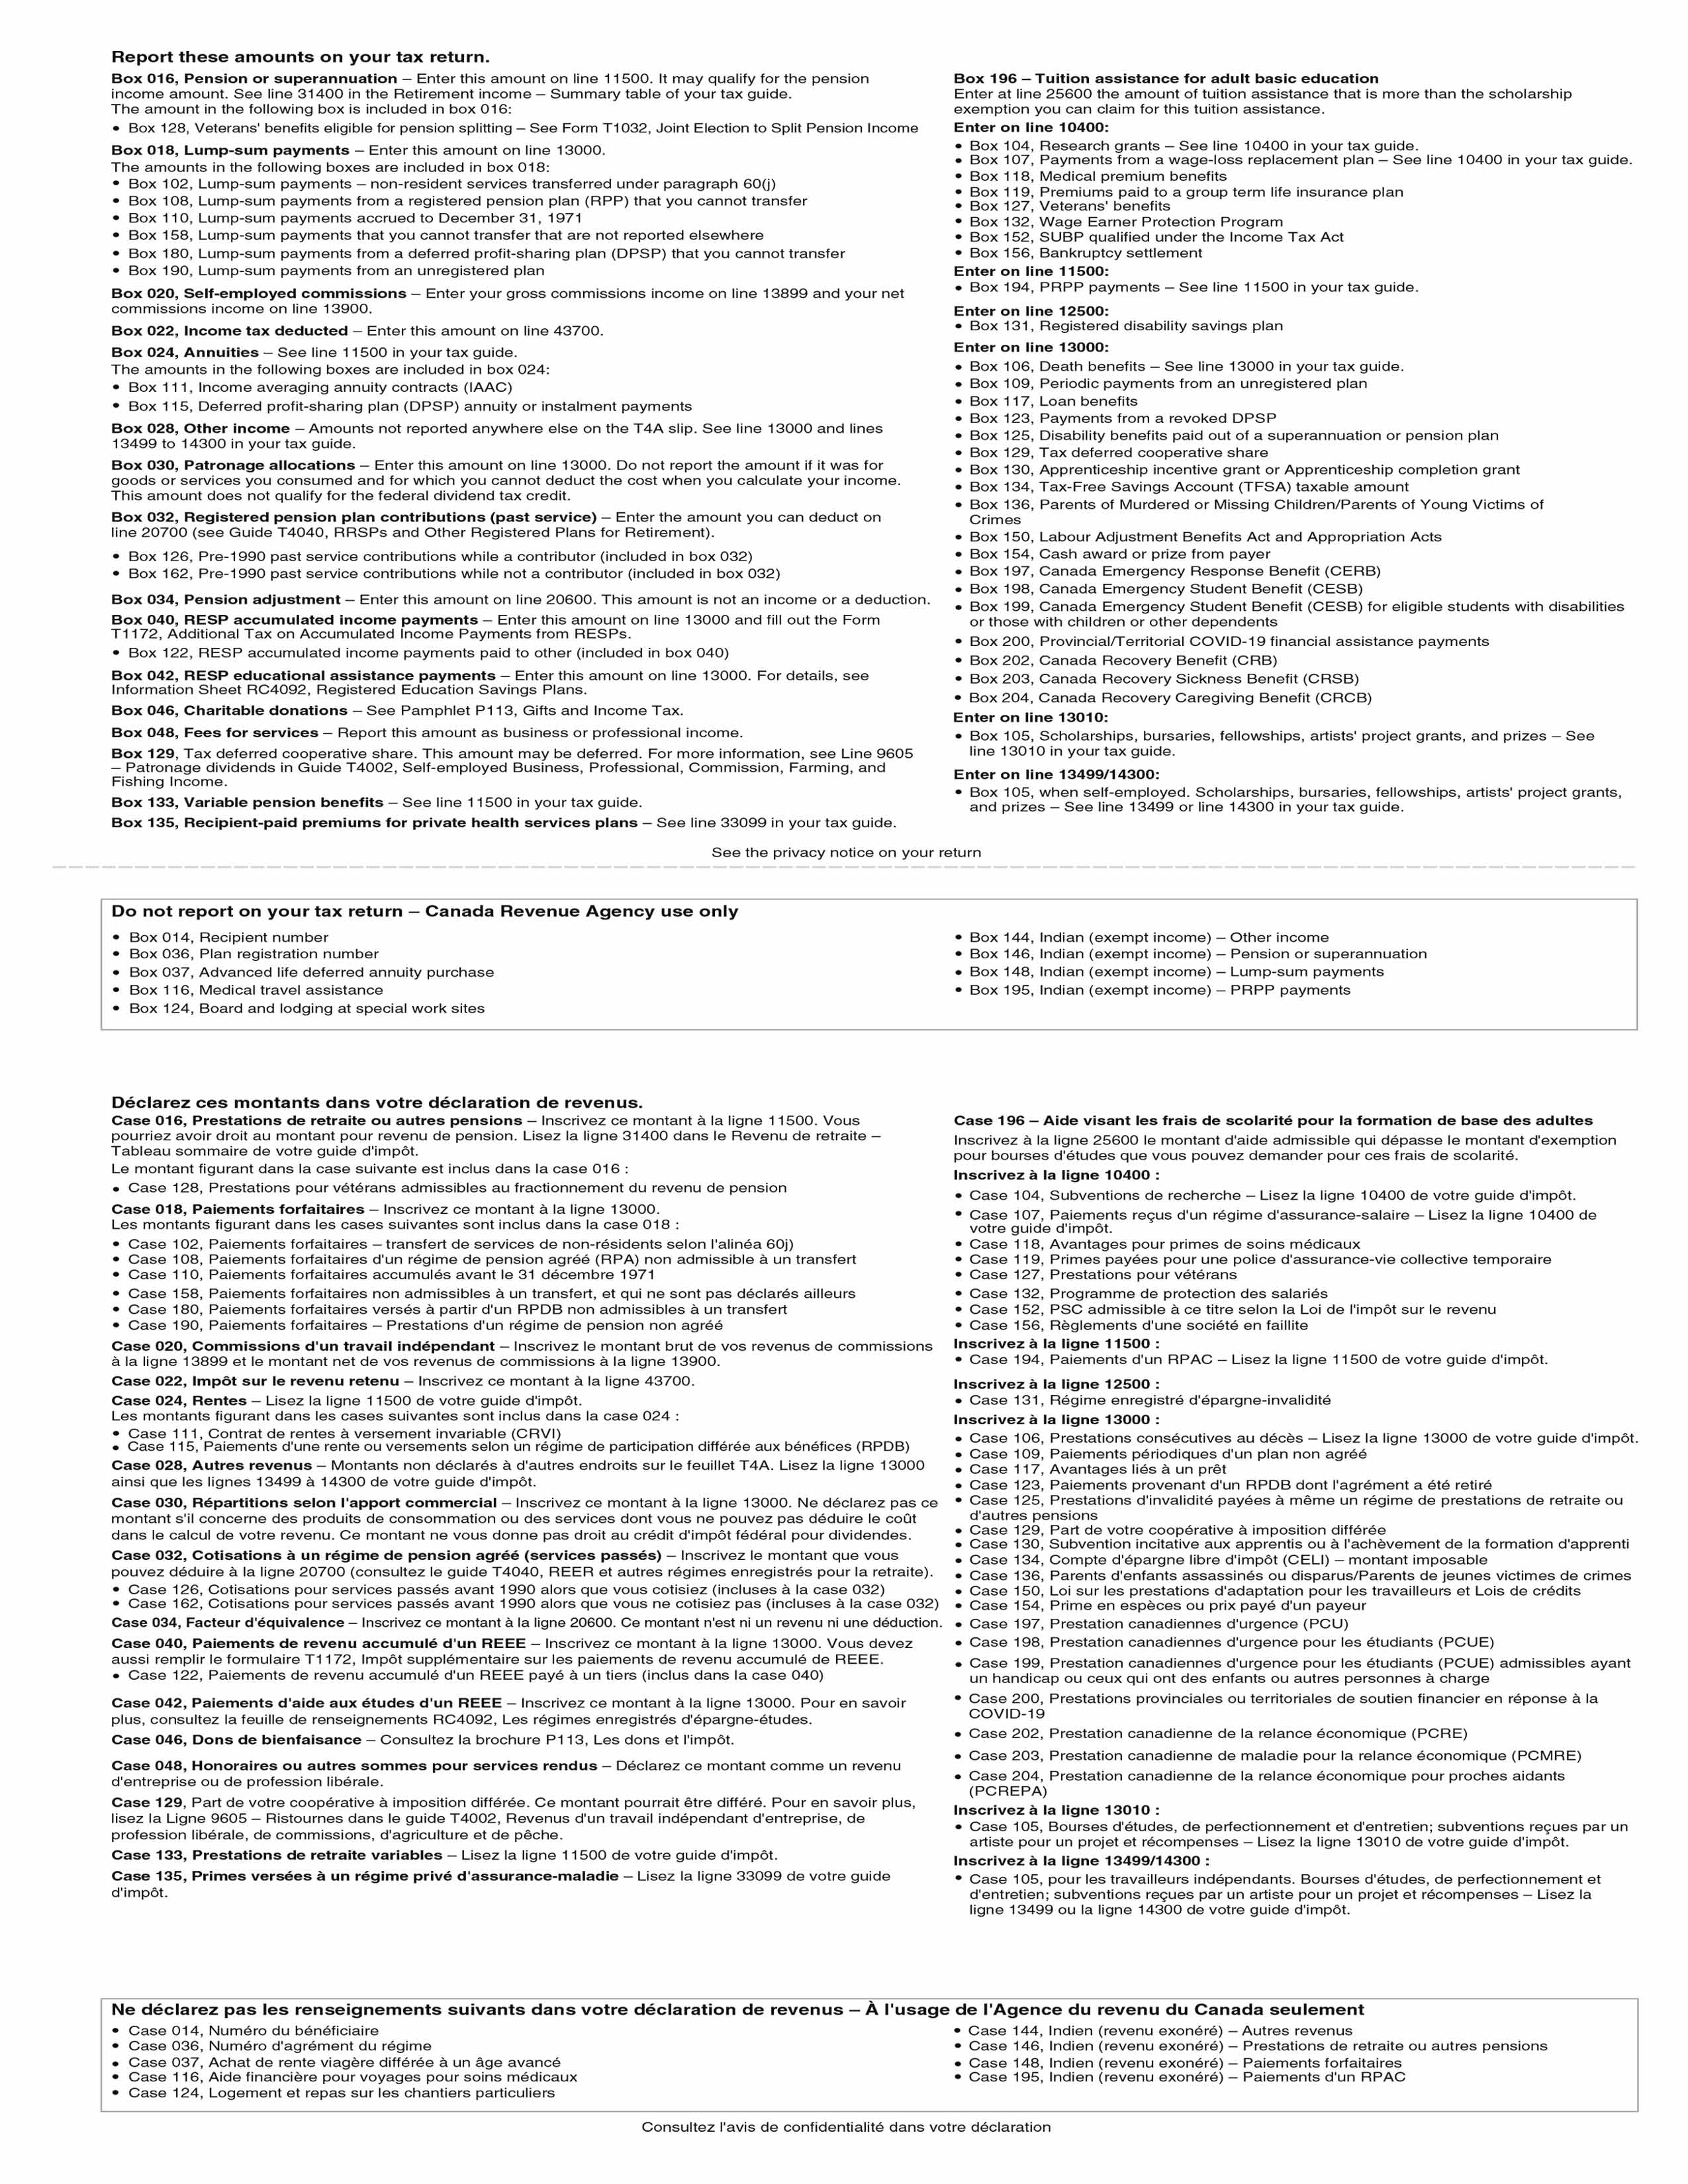 Report these amounts on your tax return.
Box 016, Pension or superannuation – Enter this amount on line 11500. It may qualify for the pension
income amount. See line 31400 in the Retirement income – Summary table of your tax guide.
The amount in the following box is included in box 016:
• Box 128, Veterans' benefits eligible for pension splitting – See Form T1032, Joint Election to Split Pension Income
Box 018, Lump-sum payments – Enter this amount on line 13000.
The amounts in the following boxes are included in box 018:
• Box 102, Lump-sum payments – non-resident services transferred under paragraph 60(j)
• Box 108, Lump-sum payments from a registered pension plan (RPP) that you cannot transfer
• Box 110, Lump-sum payments accrued to December 31, 1971
• Box 158, Lump-sum payments that you cannot transfer that are not reported elsewhere
• Box 180, Lump-sum payments from a deferred profit-sharing plan (DPSP) that you cannot transfer
• Box 190, Lump-sum payments from an unregistered plan
Box 020, Self-employed commissions – Enter your gross commissions income on line 13899 and your net
commissions income on line 13900.
Box 022, Income tax deducted – Enter this amount on line 43700.
Box 024, Annuities – See line 11500 in your tax guide.
The amounts in the following boxes are included in box 024:
• Box 111, Income averaging annuity contracts (IAAC)
• Box 115, Deferred profit-sharing plan (DPSP) annuity or instalment payments
Box 028, Other income – Amounts not reported anywhere else on the T4A slip. See line 13000 and lines
13499 to 14300 in your tax guide.
Box 030, Patronage allocations – Enter this amount on line 13000. Do not report the amount if it was for
goods or services you consumed and for which you cannot deduct the cost when you calculate your income.
This amount does not qualify for the federal dividend tax credit.
Box 032, Registered pension plan contributions (past service) – Enter the amount you can deduct on
line 20700 (see Guide T4040, RRSPs and Other Registered Plans for Retirement).
• Box 126, Pre-1990 past service contributions while a contributor (included in box 032)
• Box 162, Pre-1990 past service contributions while not a contributor (included in box 032)
Box 034, Pension adjustment – Enter this amount on line 20600. This amount is not an income or a deduction.
Box 040, RESP accumulated income payments – Enter this amount on line 13000 and fill out the Form
T1172, Additional Tax on Accumulated Income Payments from RESPs.
• Box 122, RESP accumulated income payments paid to other (included in box 040)
Box 042, RESP educational assistance payments – Enter this amount on line 13000. For details, see
Information Sheet RC4092, Registered Education Savings Plans.
Box 046, Charitable donations – See Pamphlet P113, Gifts and Income Tax.
Box 048, Fees for services – Report this amount as business or professional income.
Box 129, Tax deferred cooperative share. This amount may be deferred. For more information, see Line 9605
– Patronage dividends in Guide T4002, Self-employed Business, Professional, Commission, Farming, and
Fishing Income.
Box 133, Variable pension benefits – See line 11500 in your tax guide.
Box 135, Recipient-paid premiums for private health services plans – See line 33099 in your tax guide.
Box 196 – Tuition assistance for adult basic education
Enter at line 25600 the amount of tuition assistance that is more than the scholarship
exemption you can claim for this tuition assistance.
Enter on line 10400:
• Box 104, Research grants – See line 10400 in your tax guide.
• Box 107, Payments from a wage-loss replacement plan – See line 10400 in your tax guide.
• Box 118, Medical premium benefits
• Box 119, Premiums paid to a group term life insurance plan
• Box 127, Veterans' benefits
• Box 132, Wage Earner Protection Program
• Box 152, SUBP qualified under the Income Tax Act
• Box 156, Bankruptcy settlement
Enter on line 11500:
• Box 194, PRPP payments – See line 11500 in your tax guide.
Enter on line 12500:
• Box 131, Registered disability savings plan
Enter on line 13000:
• Box 106, Death benefits – See line 13000 in your tax guide.
• Box 109, Periodic payments from an unregistered plan
• Box 117, Loan benefits
• Box 123, Payments from a revoked DPSP
• Box 125, Disability benefits paid out of a superannuation or pension plan
• Box 129, Tax deferred cooperative share
• Box 130, Apprenticeship incentive grant or Apprenticeship completion grant
• Box 134, Tax-Free Savings Account (TFSA) taxable amount
• Box 136, Parents of Murdered or Missing Children/Parents of Young Victims of
Crimes
• Box 150, Labour Adjustment Benefits Act and Appropriation Acts
• Box 154, Cash award or prize from payer
• Box 197, Canada Emergency Response Benefit (CERB)
• Box 198, Canada Emergency Student Benefit (CESB)
• Box 199, Canada Emergency Student Benefit (CESB) for eligible students with disabilities
or those with children or other dependents
• Box 200, Provincial/Territorial COVID-19 financial assistance payments
• Box 202, Canada Recovery Benefit (CRB)
• Box 203, Canada Recovery Sickness Benefit (CRSB)
• Box 204, Canada Recovery Caregiving Benefit (CRCB)
Enter on line 13010:
• Box 105, Scholarships, bursaries, fellowships, artists' project grants, and prizes – See
line 13010 in your tax guide.
Enter on line 13499/14300:
• Box 105, when self-employed. Scholarships, bursaries, fellowships, artists' project grants,
and prizes – See line 13499 or line 14300 in your tax guide.
See the privacy notice on your return
Do not report on your tax return – Canada Revenue Agency use only
• Box 014, Recipient number
• Box 036, Plan registration number
• Box 037, Advanced life deferred annuity purchase
• Box 116, Medical travel assistance
• Box 124, Board and lodging at special work sites
• Box 144, Indian (exempt income) – Other income
• Box 146, Indian (exempt income) – Pension or superannuation
• Box 148, Indian (exempt income) – Lump-sum payments
• Box 195, Indian (exempt income) – PRPP payments
Déclarez ces montants dans votre déclaration de revenus.
Case 016, Prestations de retraite ou autres pensions – Inscrivez ce montant à la ligne 11500. Vous
pourriez avoir droit au montant pour revenu de pension. Lisez la ligne 31400 dans le Revenu de retraite –
Tableau sommaire de votre guide d'impôt.
Le montant figurant dans la case suivante est inclus dans la case 016 :
• Case 128, Prestations pour vétérans admissibles au fractionnement du revenu de pension
Case 018, Paiements forfaitaires – Inscrivez ce montant à la ligne 13000.
Les montants figurant dans les cases suivantes sont inclus dans la case 018 :
• Case 102, Paiements forfaitaires – transfert de services de non-résidents selon l'alinéa 60j)
• Case 108, Paiements forfaitaires d'un régime de pension agréé (RPA) non admissible à un transfert
• Case 110, Paiements forfaitaires accumulés avant le 31 décembre 1971
• Case 158, Paiements forfaitaires non admissibles à un transfert, et qui ne sont pas déclarés ailleurs
• Case 180, Paiements forfaitaires versés à partir d'un RPDB non admissibles à un transfert
• Case 190, Paiements forfaitaires – Prestations d'un régime de pension non agréé
Case 020, Commissions d'un travail indépendant – Inscrivez le montant brut de vos revenus de commissions
à la ligne 13899 et le montant net de vos revenus de commissions à la ligne 13900.
Case 022, Impôt sur le revenu retenu – Inscrivez ce montant à la ligne 43700.
Case 024, Rentes – Lisez la ligne 11500 de votre guide d'impôt.
Les montants figurant dans les cases suivantes sont inclus dans la case 024 :
• Case 111, Contrat de rentes à versement invariable (CRVI)
• Case 115, Paiements d'une rente ou versements selon un régime de participation différée aux bénéfices (RPDB)
Case 028, Autres revenus – Montants non déclarés à d'autres endroits sur le feuillet T4A. Lisez la ligne 13000
ainsi que les lignes 13499 à 14300 de votre guide d'impôt.
Case 030, Répartitions selon l'apport commercial – Inscrivez ce montant à la ligne 13000. Ne déclarez pas ce
montant s'il concerne des produits de consommation ou des services dont vous ne pouvez pas déduire le coût
dans le calcul de votre revenu. Ce montant ne vous donne pas droit au crédit d'impôt fédéral pour dividendes.
Case 032, Cotisations à un régime de pension agréé (services passés) – Inscrivez le montant que vous
pouvez déduire à la ligne 20700 (consultez le guide T4040, REER et autres régimes enregistrés pour la retraite).
• Case 126, Cotisations pour services passés avant 1990 alors que vous cotisiez (incluses à la case 032)
• Case 162, Cotisations pour services passés avant 1990 alors que vous ne cotisiez pas (incluses à la case 032)
Case 034, Facteur d'équivalence – Inscrivez ce montant à la ligne 20600. Ce montant n'est ni un revenu ni une déduction.
Case 040, Paiements de revenu accumulé d'un REEE – Inscrivez ce montant à la ligne 13000. Vous devez
aussi remplir le formulaire T1172, Impôt supplémentaire sur les paiements de revenu accumulé de REEE.
• Case 122, Paiements de revenu accumulé d'un REEE payé à un tiers (inclus dans la case 040)
Case 042, Paiements d'aide aux études d'un REEE – Inscrivez ce montant à la ligne 13000. Pour en savoir
plus, consultez la feuille de renseignements RC4092, Les régimes enregistrés d'épargne-études.
Case 046, Dons de bienfaisance – Consultez la brochure P113, Les dons et l'impôt.
Case 048, Honoraires ou autres sommes pour services rendus – Déclarez ce montant comme un revenu
d'entreprise ou de profession libérale.
Case 129, Part de votre coopérative à imposition différée. Ce montant pourrait être différé. Pour en savoir plus,
lisez la Ligne 9605 – Ristournes dans le guide T4002, Revenus d'un travail indépendant d'entreprise, de
profession libérale, de commissions, d'agriculture et de pêche.
Case 133, Prestations de retraite variables – Lisez la ligne 11500 de votre guide d'impôt.
Case 135, Primes versées à un régime privé d'assurance-maladie – Lisez la ligne 33099 de votre guide
d'impôt.
Case 196 – Aide visant les frais de scolarité pour la formation de base des adultes
Inscrivez à la ligne 25600 le montant d'aide admissible qui dépasse le montant d'exemption
pour bourses d'études que vous pouvez demander pour ces frais de scolarité.
Inscrivez à la ligne 10400 :
• Case 104, Subventions de recherche – Lisez la ligne 10400 de votre guide d'impôt.
• Case 107, Paiements reçus d'un régime d'assurance-salaire – Lisez la ligne 10400 de
votre guide d'impôt.
• Case 118, Avantages pour primes de soins médicaux
• Case 119, Primes payées pour une police d'assurance-vie collective temporaire
• Case 127, Prestations pour vétérans
• Case 132, Programme de protection des salariés
• Case 152, PSC admissible à ce titre selon la Loi de l'impôt sur le revenu
• Case 156, Règlements d'une société en faillite
Inscrivez à la ligne 11500 :
• Case 194, Paiements d'un RPAC – Lisez la ligne 11500 de votre guide d'impôt.
Inscrivez à la ligne 12500 :
• Case 131, Régime enregistré d'épargne-invalidité
Inscrivez à la ligne 13000 :
• Case 106, Prestations consécutives au décès – Lisez la ligne 13000 de votre guide d'impôt.
• Case 109, Paiements périodiques d'un plan non agréé
• Case 117, Avantages liés à un prêt
• Case 123, Paiements provenant d'un RPDB dont l'agrément a été retiré
• Case 125, Prestations d'invalidité payées à même un régime de prestations de retraite ou
d'autres pensions
• Case 129, Part de votre coopérative à imposition différée
• Case 130, Subvention incitative aux apprentis ou à l'achèvement de la formation d'apprenti
• Case 134, Compte d'épargne libre d'impôt (CELI) – montant imposable
• Case 136, Parents d'enfants assassinés ou disparus/Parents de jeunes victimes de crimes
• Case 150, Loi sur les prestations d'adaptation pour les travailleurs et Lois de crédits
• Case 154, Prime en espèces ou prix payé d'un payeur
• Case 197, Prestation canadiennes d'urgence (PCU)
• Case 198, Prestation canadiennes d'urgence pour les étudiants (PCUE)
• Case 199, Prestation canadiennes d'urgence pour les étudiants (PCUE) admissibles ayant
un handicap ou ceux qui ont des enfants ou autres personnes à charge
• Case 200, Prestations provinciales ou territoriales de soutien financier en réponse à la
COVID-19
• Case 202, Prestation canadienne de la relance économique (PCRE)
• Case 203, Prestation canadienne de maladie pour la relance économique (PCMRE)
• Case 204, Prestation canadienne de la relance économique pour proches aidants
(PCREPA)
Inscrivez à la ligne 13010 :
• Case 105, Bourses d'études, de perfectionnement et d'entretien; subventions reçues par un
artiste pour un projet et récompenses – Lisez la ligne 13010 de votre guide d'impôt.
Inscrivez à la ligne 13499/14300 :
• Case 105, pour les travailleurs indépendants. Bourses d'études, de perfectionnement et
d'entretien; subventions reçues par un artiste pour un projet et récompenses – Lisez la
ligne 13499 ou la ligne 14300 de votre guide d'impôt.
Ne déclarez pas les renseignements suivants dans votre déclaration de revenus – À l'usage de l'Agence du revenu du Canada seulement
• Case 014, Numéro du bénéficiaire
• Case 036, Numéro d'agrément du régime
• Case 037, Achat de rente viagère différée à un âge avancé
• Case 116, Aide financière pour voyages pour soins médicaux
• Case 124, Logement et repas sur les chantiers particuliers
• Case 144, Indien (revenu exonéré) – Autres revenus
• Case 146, Indien (revenu exonéré) – Prestations de retraite ou autres pensions
• Case 148, Indien (revenu exonéré) – Paiements forfaitaires
• Case 195, Indien (revenu exonéré) – Paiements d'un RPAC
Consultez l'avis de confidentialité dans votre déclaration